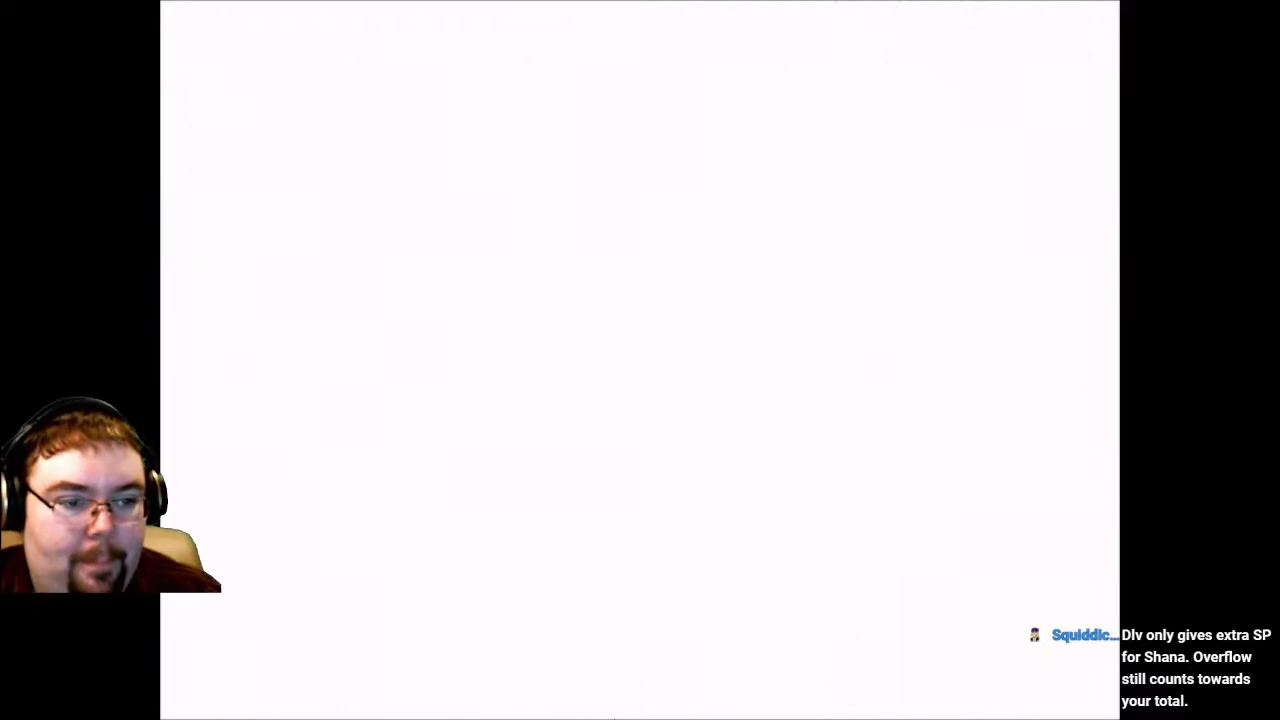 Squiddic... Dlv only gives extra SP
for Shana. Overflow
still counts towards
your total.